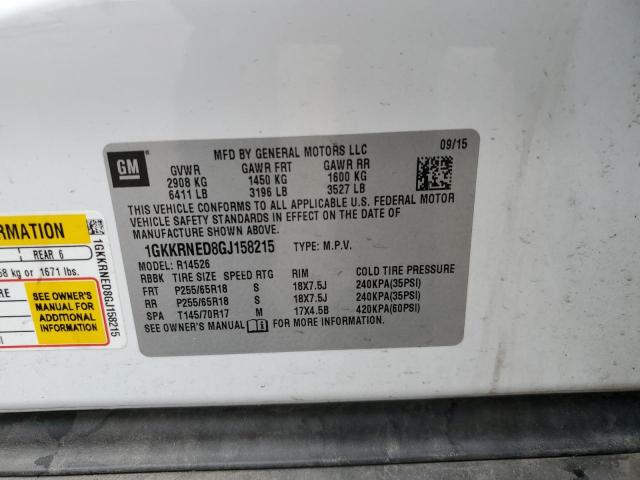 GM
MFD BY GENERAL MOTORS LLC 09/15
GVWR GAWR FRT GAWR RR
2908 KG 1450 KG 1600 KG
6411 LB 3196 LB 3527 LB
THIS VEHICLE CONFORMS TO ALL APPLICABLE U.S. FEDERAL MOTOR
VEHICLE SAFETY STANDARDS IN EFFECT ON THE DATE OF
MANUFACTURE SHOWN ABOVE.
1GKKRNED8GJ158215 TYPE: M.P.V.
MODEL: R14526
RBBK TIRE SIZE SPEED RTG RIM COLD TIRE PRESSURE
FRT P255/65R18 S 18X7.5J 240KPA(35PSI)
RR P255/65R18 S 18X7.5J 240KPA(35PSI)
SPA T145/70R17 M 17X4.5B 420KPA(60PSI)
SEE OWNER'S MANUAL FOR MORE INFORMATION.
REAR 6
kg or 1671 lbs.
SEE OWNER'S
MANUAL FOR
ADDITIONAL
INFORMATION
1GKKRNED8GJ158215